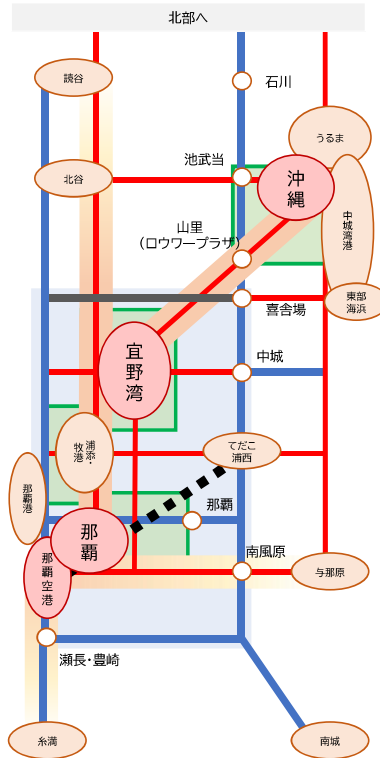 北部へ
読谷
石川
うるま
池武当
北谷
沖
縄
山里
（ロウワープラザ）
中
城
湾
港
東部
海浜
喜舎場
宜
野
湾
中城
浦添・
牧港
てだこ
浦西
那
覇
港
那覇
那
覇
南風原
那
覇
空
港
与那原
瀬長・豊崎
糸満
南城